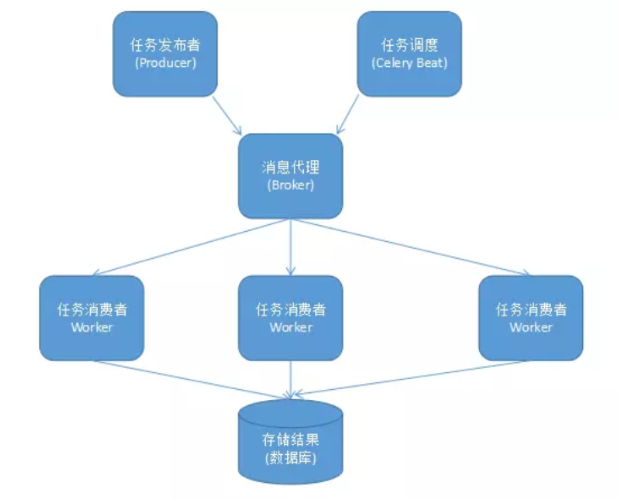 任务发布者
(Producer)
任务调度
(Celery Beat)
消息代理
(Broker)
任务消费者
Worker
任务消费者
Worker
任务消费者
Worker
存储结果
(数据库)